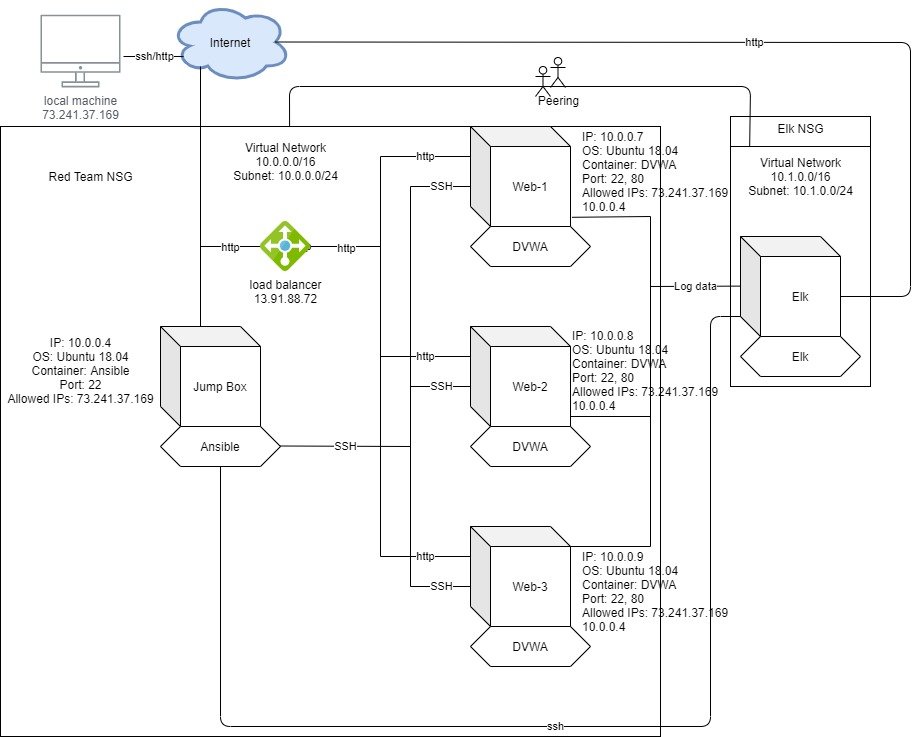 Internet
http
ssh/http
local machine
73.241.37.169
Peering
Elk NSG
Virtual Network
10.0.0.0/16
Subnet: 10.0.0.0/24
Red Team NSG
http
SSH
Web-1
DVWA
IP: 10.0.0.7
OS: Ubuntu 18.04
Container: DVWA
Port: 22, 80
Allowed IPs: 73.241.37.169
10.0.0.4
Virtual Network
10.1.0.0/16
Subnet: 10.1.0.0/24
http
http
load balancer
13.91.88.72
Log data
Elk
Elk
IP: 10.0.0.4
OS: Ubuntu 18.04
Container: Ansible
Port: 22
Allowed IPs: 73.241.37.169
Jump Box
Ansible
http
SSH
Web-2
DVWA
IP: 10.0.0.8
OS: Ubuntu 18.04
Container: DVWA
Port: 22, 80
Allowed IPs: 73.241.37.169
10.0.0.4
SSH
http
SSH
Web-3
DVWA
IP: 10.0.0.9
OS: Ubuntu 18.04
Container: DVWA
Port: 22, 80
Allowed IPs: 73.241.37.169
10.0.0.4
ssh